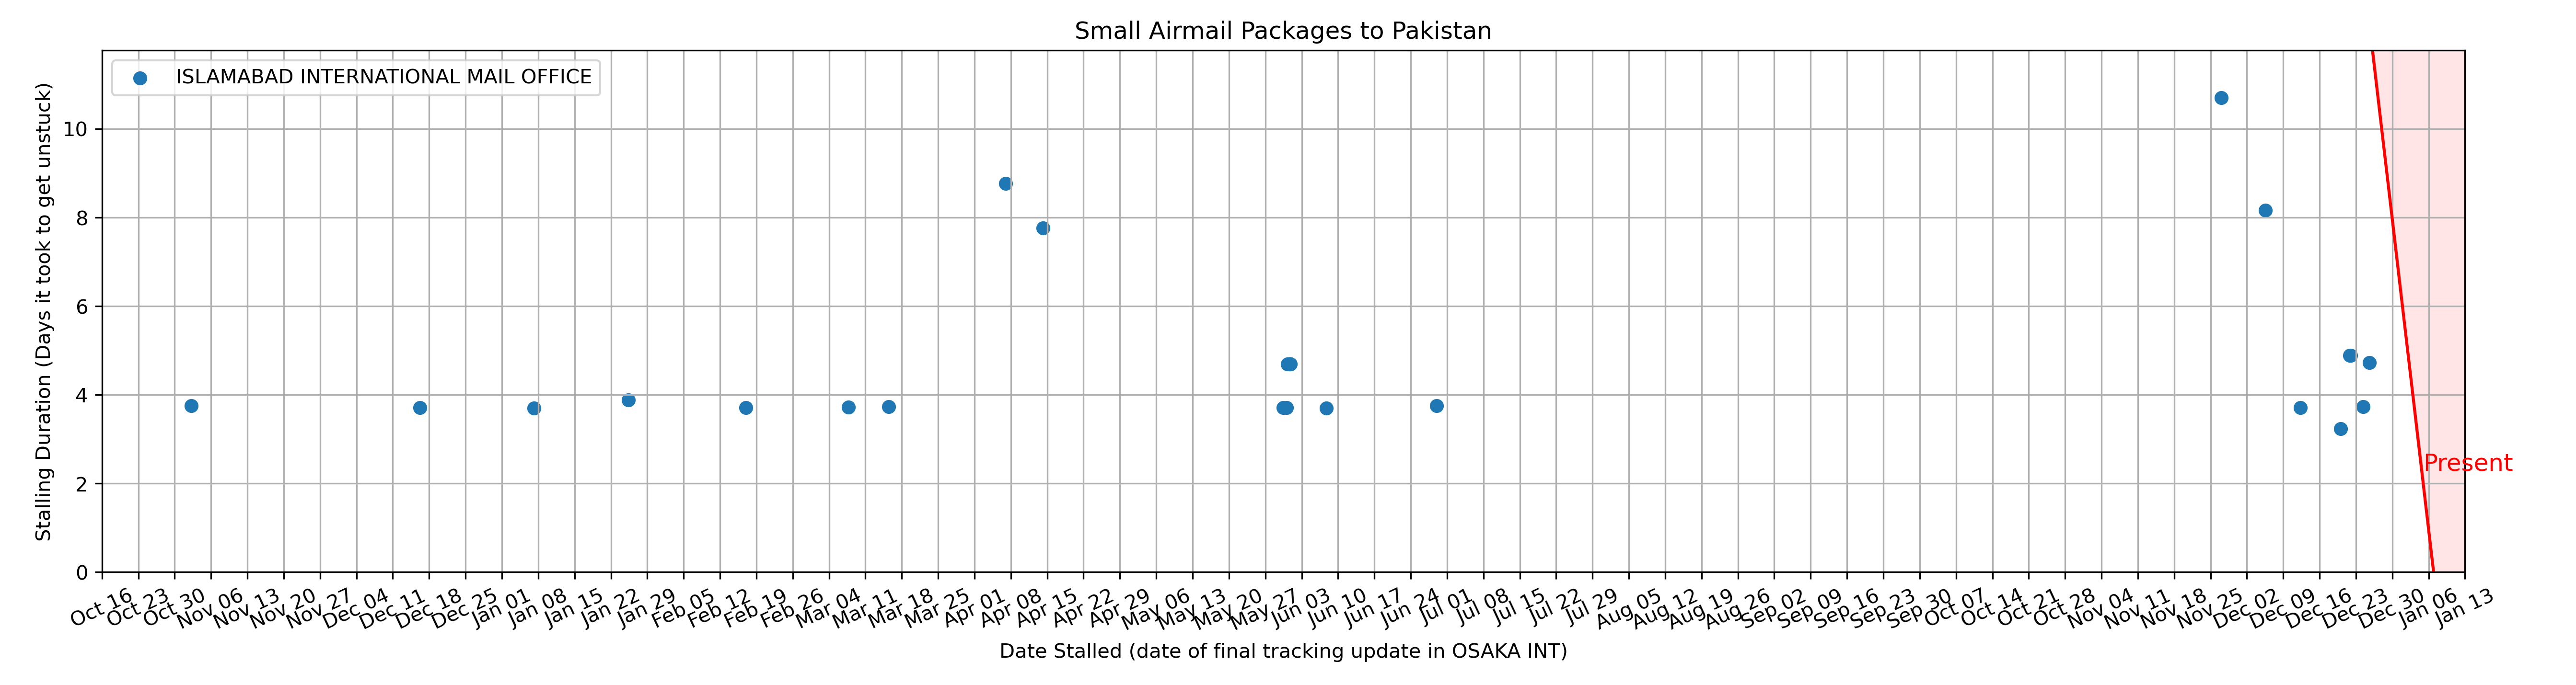 Small Airmail Packages to Pakistan
ISLAMABAD INTERNATIONAL MAIL OFFICE
Stalling Duration (Days it took to get unstuck)
10
8
6
4
2
0
Present
Oct 16
Oct 23
Oct 30
Nov 06
Nov 13
Nov 20
Nov 27
Dec 04
Dec 11
Dec 18
Dec 25
Jan 01
Jan 08
Jan 15
Jan 22
Jan 29
Feb 05
Feb 12
Feb 19
Feb 26
Mar 04
Mar 11
Mar 18
Mar 25
Apr 01
Apr 08
Apr 15
Apr 22
Apr 29
May 06
May 13
May 20
May 27
Jun 03
Jun 10
Jun 17
Jun 24
Jul 01
Jul 08
Jul 15
Jul 22
Jul 29
Aug 05
Aug 12
Aug 19
Aug 26
Sep 02
Sep 09
Sep 16
Sep 23
Sep 30
Oct 07
Oct 14
Oct 21
Oct 28
Nov 04
Nov 11
Nov 18
Nov 25
Dec 02
Dec 09
Dec 16
Dec 23
Dec 30
Jan 06
Jan 13
Date Stalled (date of final tracking update in OSAKA INT)